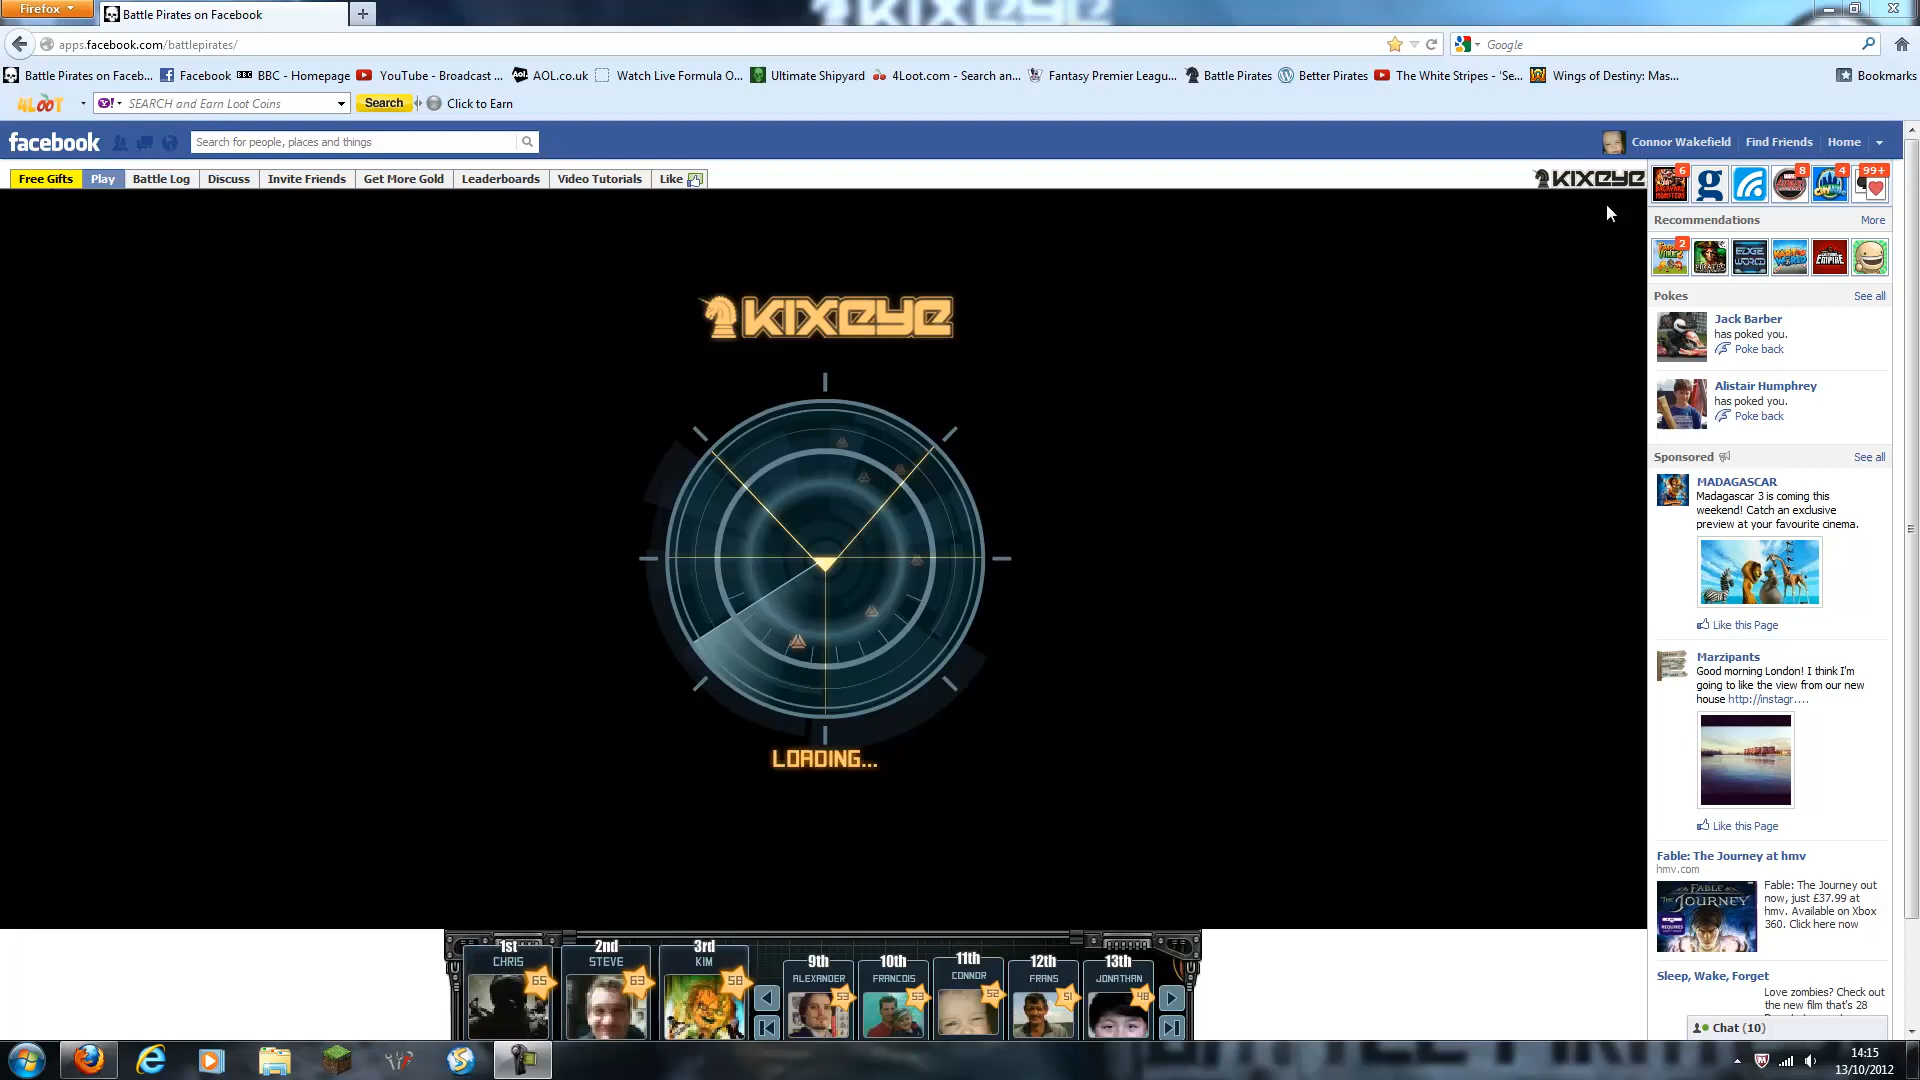 Firefox
Battle Pirates on Facebook
apps.facebook.com/battlepirates/
Google
Battle Pirates on Faceb...
Facebook
BBC - Homepage
YouTube - Broadcast ...
AOL.co.uk
Watch Live Formula O...
Ultimate Shipyard
4Loot.com - Search an...
Fantasy Premier Leagu...
Battle Pirates
Better Pirates
The White Stripes - 'Se...
Wings of Destiny: Mas...
Bookmarks
4LOOT
SEARCH and Earn Loot Coins
Search
Click to Earn
facebook
Search for people, places and things
Connor Wakefield
Find Friends
Home
Free Gifts
Play
Battle Log
Discuss
Invite Friends
Get More Gold
Leaderboards
Video Tutorials
Like
KIXEYE
6
8
4
99+
Recommendations
More
2
EDGE WORLD
EMPIRE
Pokes
See all
Jack Barber
has poked you.
Poke back
Alistair Humphrey
has poked you.
Poke back
Sponsored
See all
MADAGASCAR
Madagascar 3 is coming this
weekend! Catch an exclusive
preview at your favourite cinema.
Like this Page
Marzipants
Good morning London! I think I'm
going to like the view from our new
house http://instagr....
Like this Page
Fable: The Journey at hmv
hmv.com
FABLE
THE JOURNEY
Fable: The Journey out
now, just £37.99 at
hmv. Available on Xbox
360. Click here now
Sleep, Wake, Forget
Love zombies? Check out
the new film that's 28
Chat (10)
KIXEYE
LOADING...
1st
CHRIS
65
2nd
STEVE
63
3rd
KIM
58
9th
ALEXANDER
53
10th
FRANCOIS
53
11th
CONNOR
52
12th
FRANS
51
13th
JONATHAN
48
14:15
13/10/2012